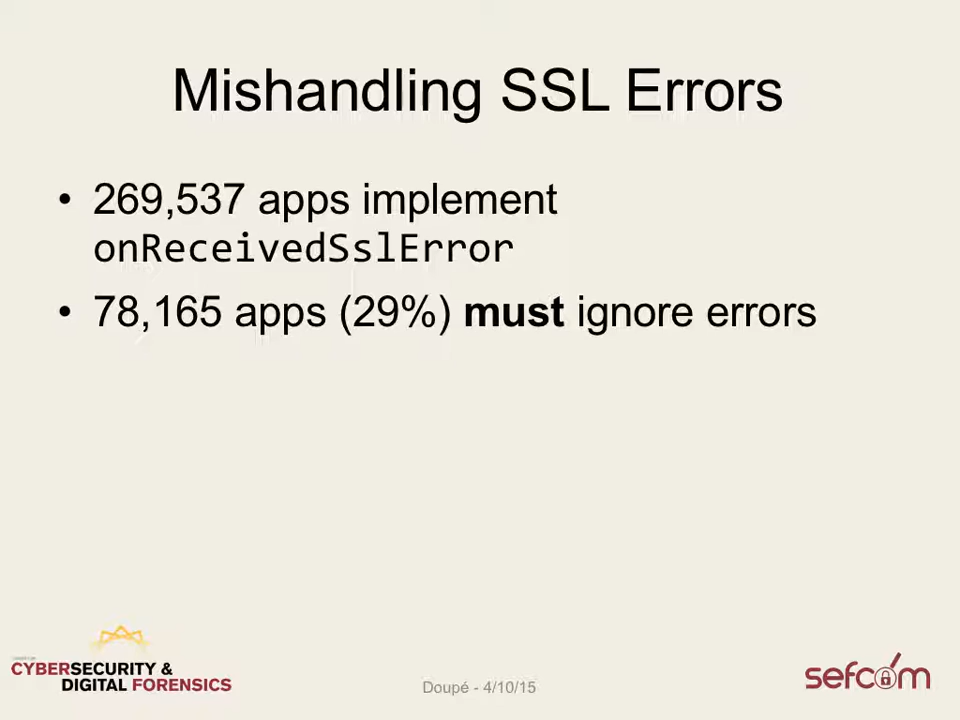 Mishandling SSL Errors
• 269,537 apps implement
onReceivedSslError
• 78,165 apps (29%) must ignore errors
CYBERSECURITY &
DIGITAL FORENSICS
Doupé - 4/10/15
sefcom